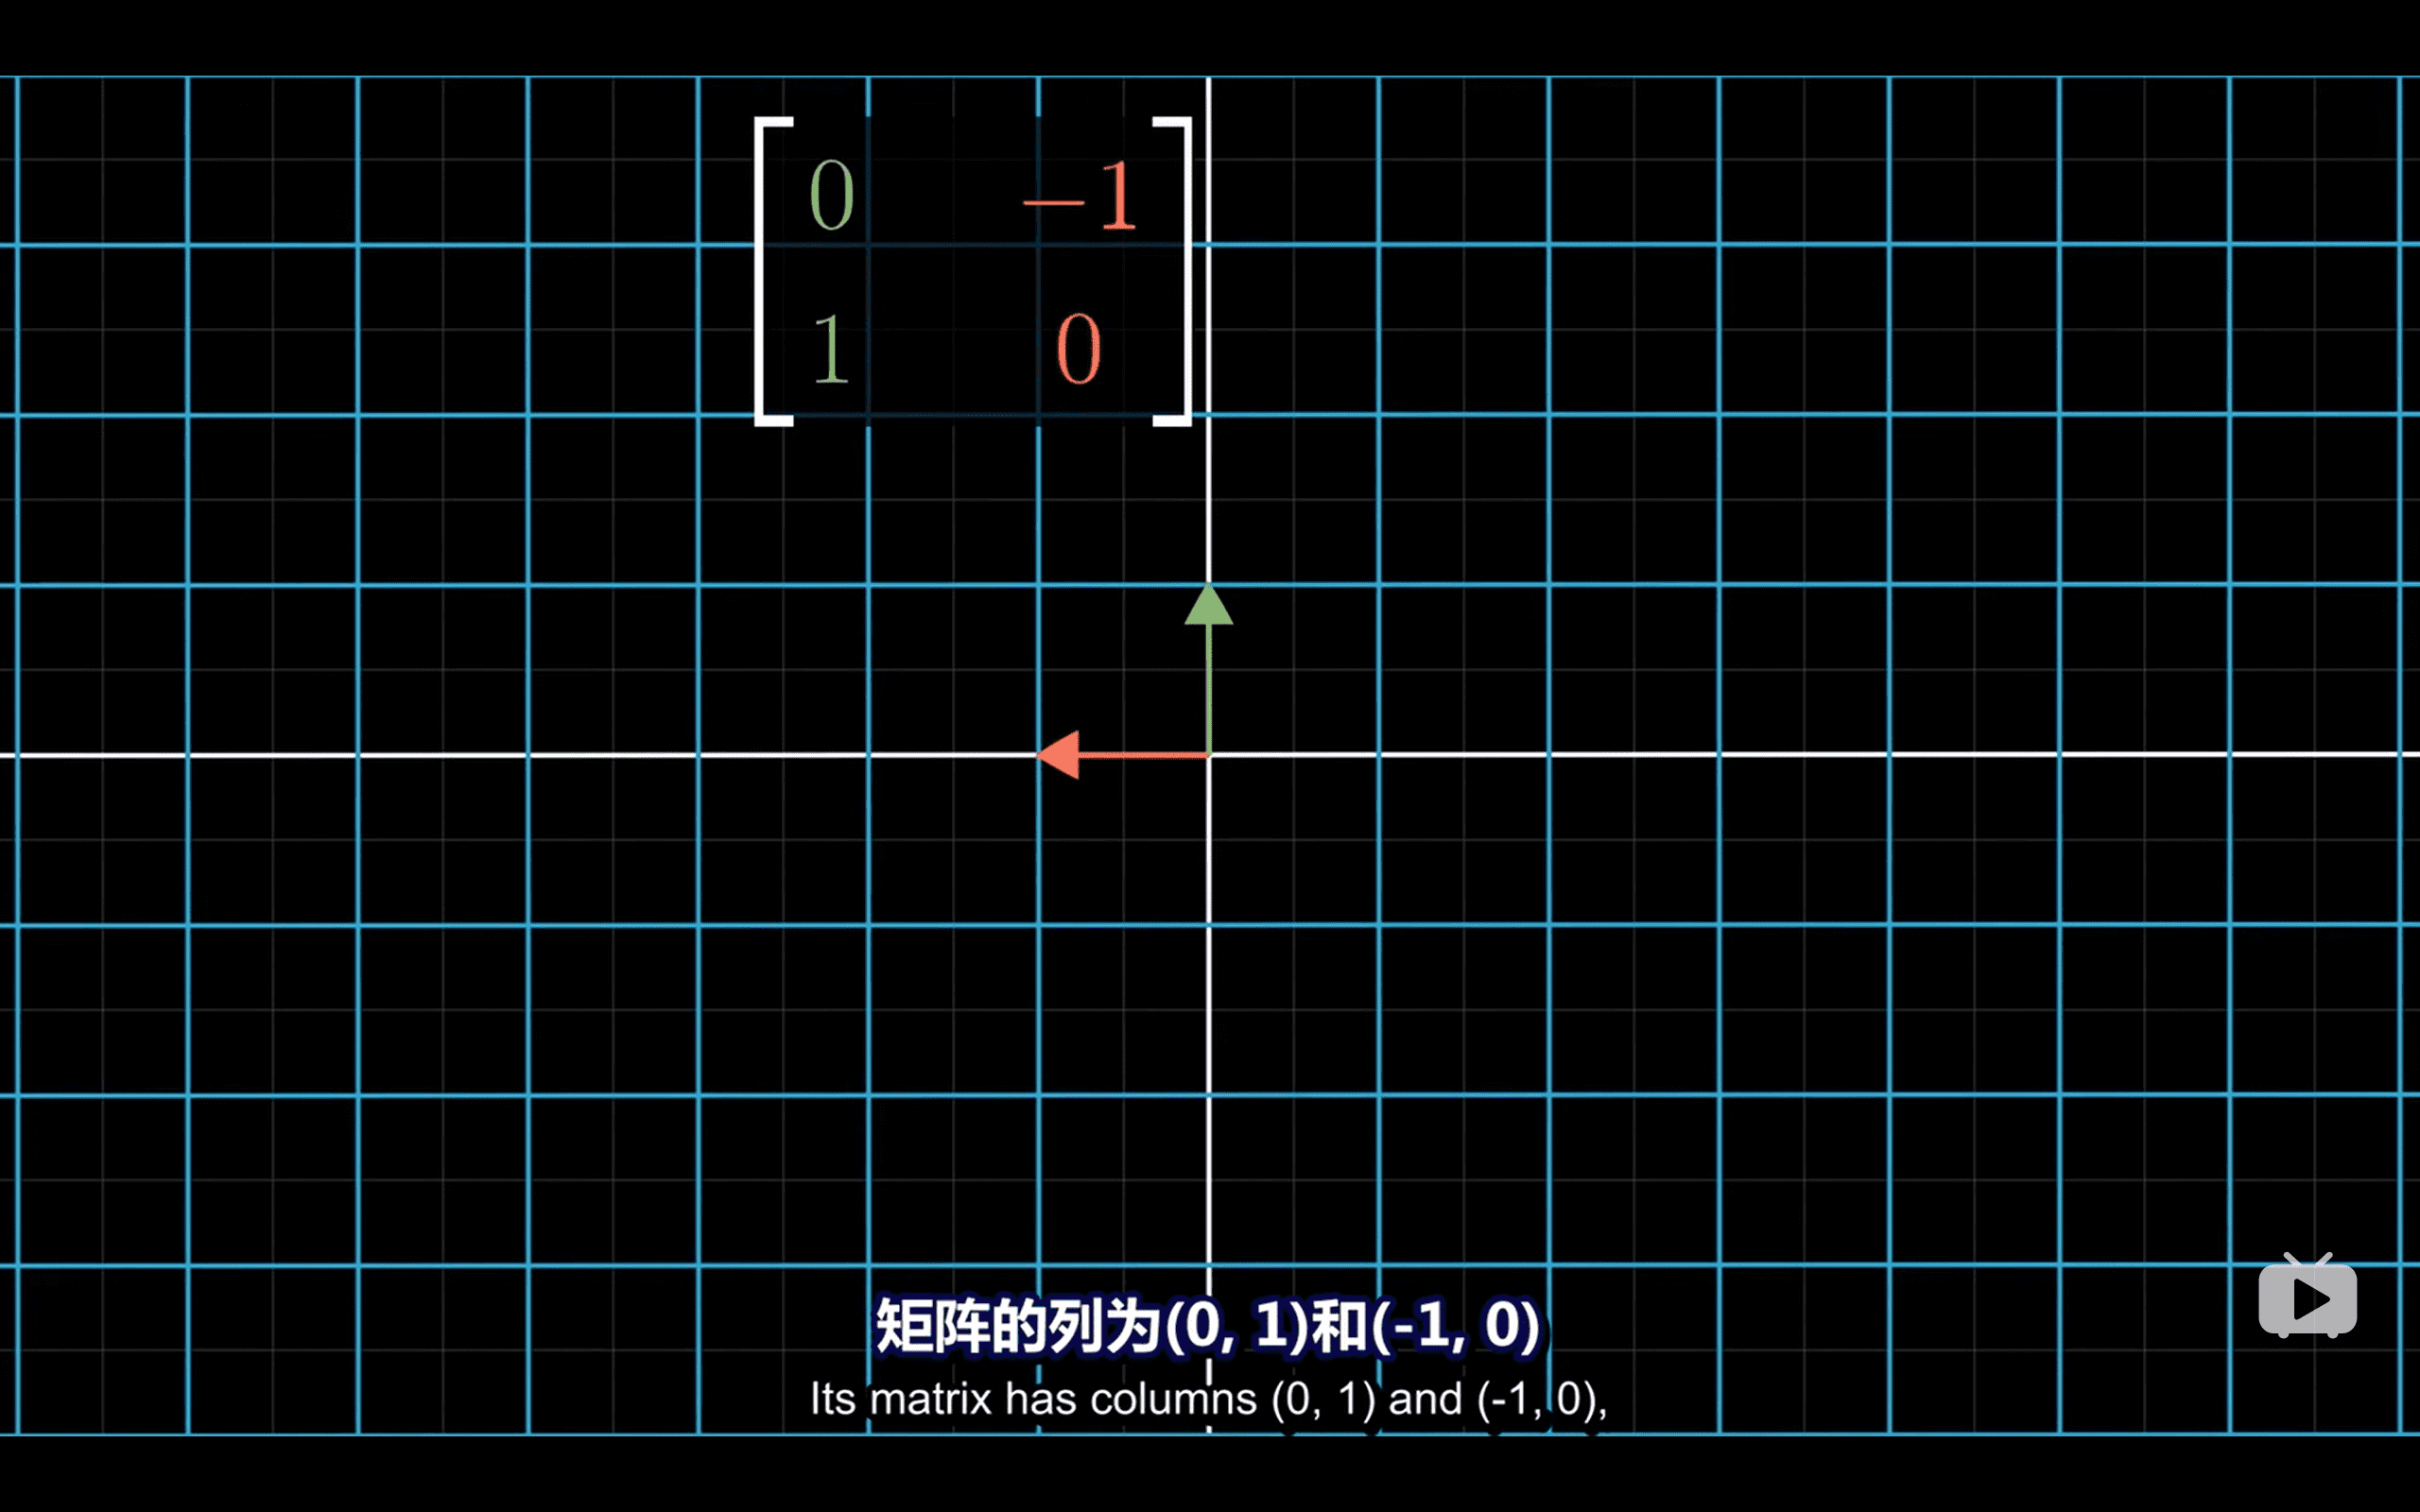 0 −1
1 0
矩阵的列为(0, 1)和(-1, 0)
Its matrix has columns (0, 1) and (-1, 0),